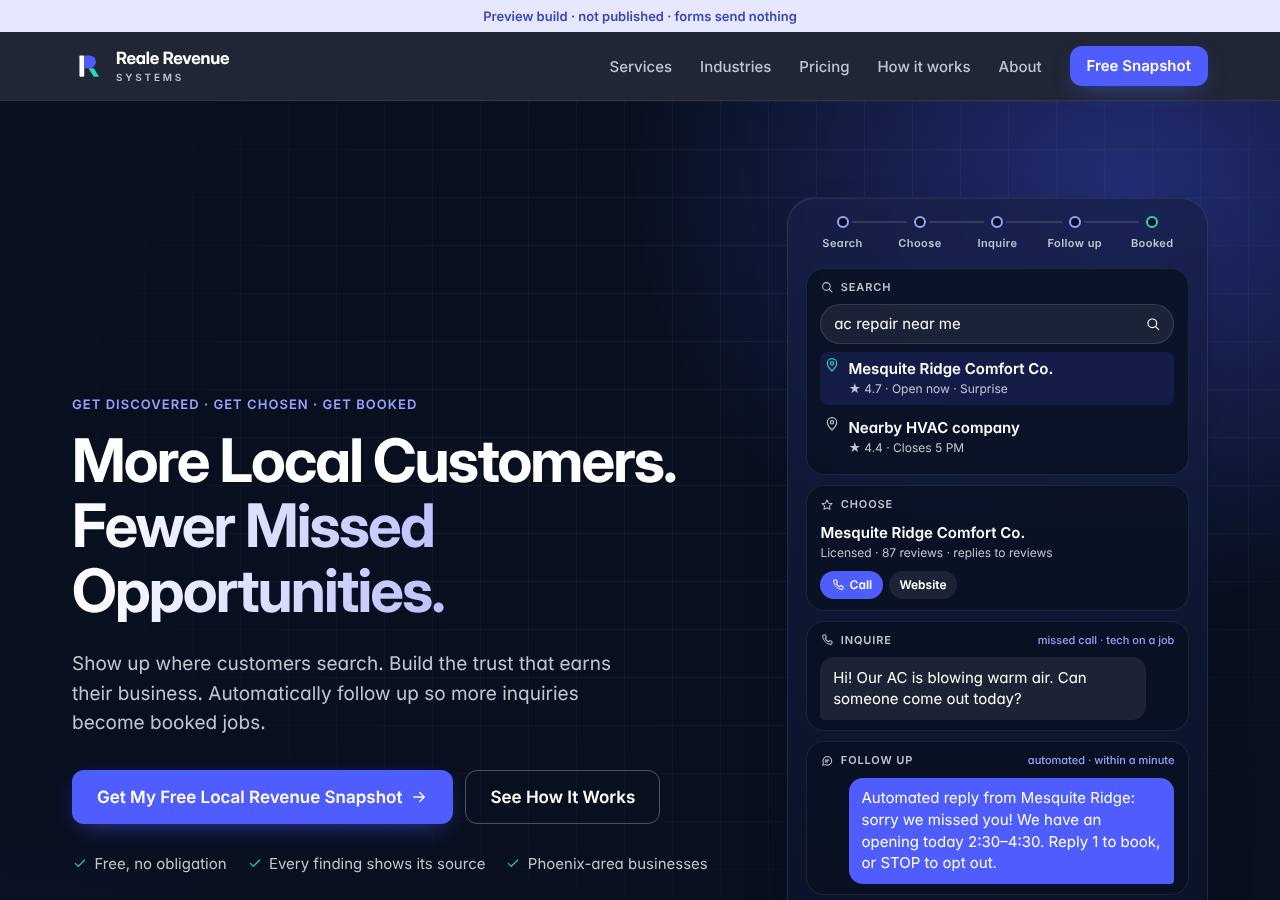 Preview build · not published · forms send nothing
Reale Revenue
SYSTEMS
Services
Industries
Pricing
How it works
About
Free Snapshot
GET DISCOVERED · GET CHOSEN · GET BOOKED
More Local Customers.
Fewer Missed
Opportunities.
Show up where customers search. Build the trust that earns
their business. Automatically follow up so more inquiries
become booked jobs.
Get My Free Local Revenue Snapshot →
See How It Works
✓ Free, no obligation
✓ Every finding shows its source
✓ Phoenix-area businesses
Search
Choose
Inquire
Follow up
Booked
SEARCH
ac repair near me
Mesquite Ridge Comfort Co.
★ 4.7 · Open now · Surprise
Nearby HVAC company
★ 4.4 · Closes 5 PM
CHOOSE
Mesquite Ridge Comfort Co.
Licensed · 87 reviews · replies to reviews
Call
Website
INQUIRE
missed call · tech on a job
Hi! Our AC is blowing warm air. Can
someone come out today?
FOLLOW UP
automated · within a minute
Automated reply from Mesquite Ridge:
sorry we missed you! We have an
opening today 2:30–4:30. Reply 1 to book,
or STOP to opt out.